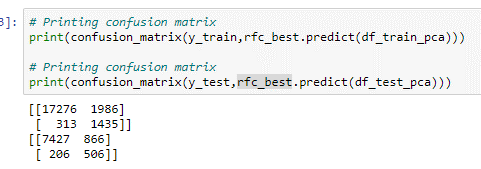 3]:
# Printing confusion matrix
print(confusion_matrix(y_train,rfc_best.predict(df_train_pca)))
# Printing confusion matrix
print(confusion_matrix(y_test,rfc_best.predict(df_test_pca)))
[[17276 1986]
[ 313 1435]]
[[7427 866]
[ 206 506]]